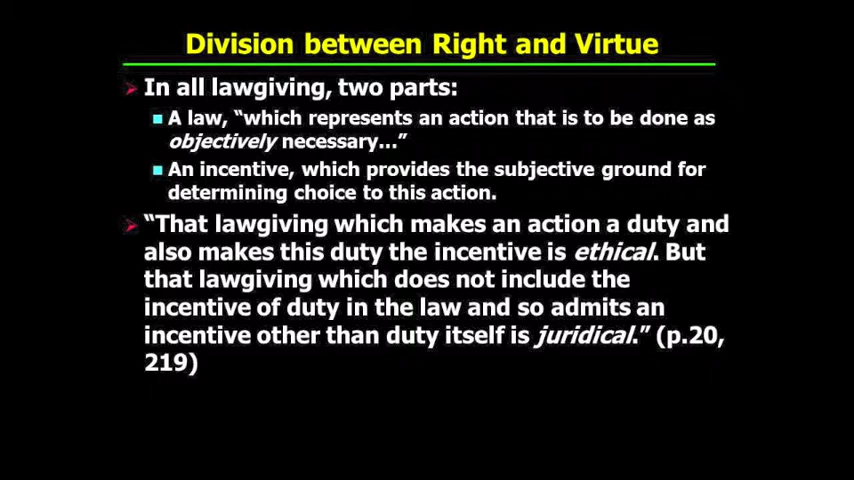 Division between Right and Virtue
In all lawgiving, two parts:
A law, “which represents an action that is to be done as
objectively necessary…”
An incentive, which provides the subjective ground for
determining choice to this action.
“That lawgiving which makes an action a duty and
also makes this duty the incentive is ethical. But
that lawgiving which does not include the
incentive of duty in the law and so admits an
incentive other than duty itself is juridical.” (p.20,
219)